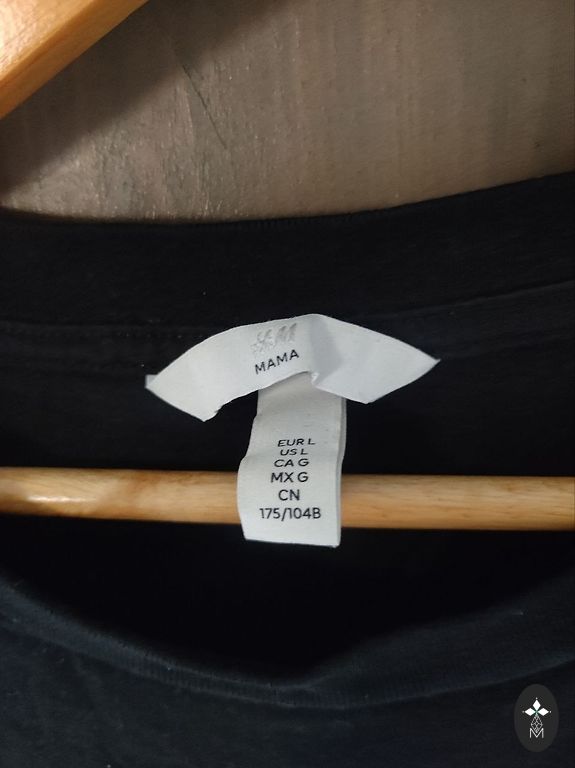 H&M
MAMA
EUR L
US L
CA G
MX G
CN
175/104B
M